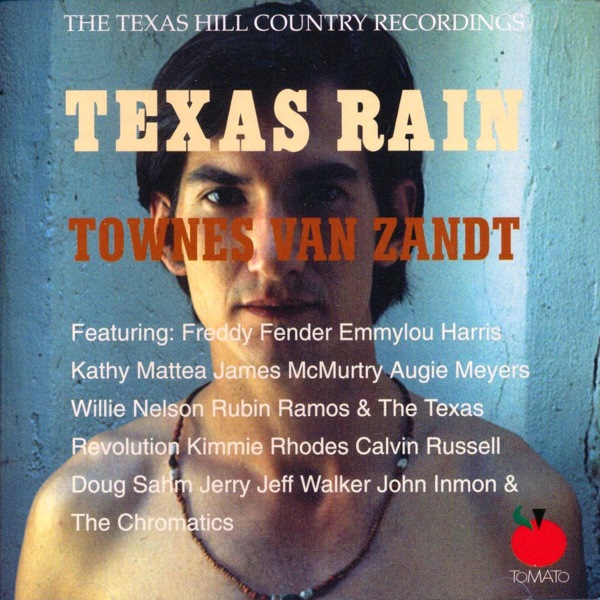 THE TEXAS HILL COUNTRY RECORDINGS
TEXAS RAIN
TOWNES VAN ZANDT
Featuring: Freddy Fender Emmylou Harris
Kathy Mattea James McMurtry Augie Meyers
Willie Nelson Rubin Ramos & The Texas
Revolution Kimmie Rhodes Calvin Russell
Doug Sahm Jerry Jeff Walker John Inmon &
The Chromatics
TOMATO